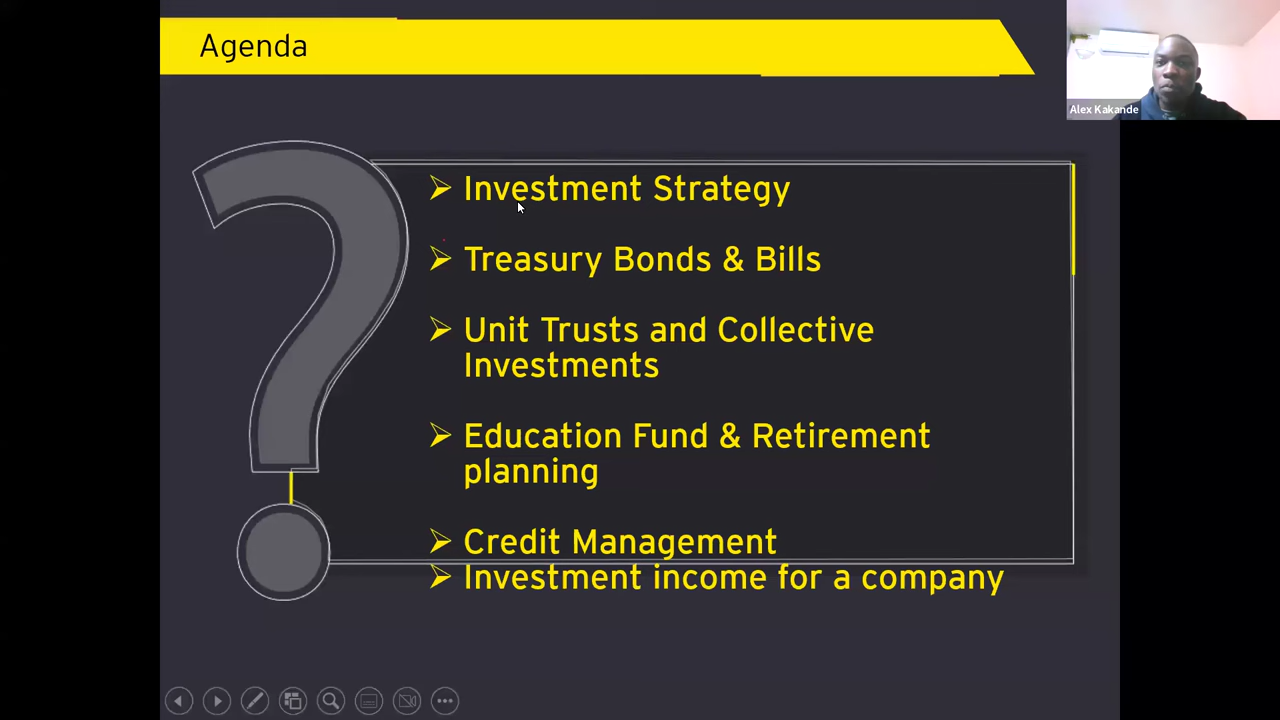 Agenda
Alex Kakande
Investment Strategy
Treasury Bonds & Bills
Unit Trusts and Collective
Investments
Education Fund & Retirement
planning
Credit Management
Investment income for a company